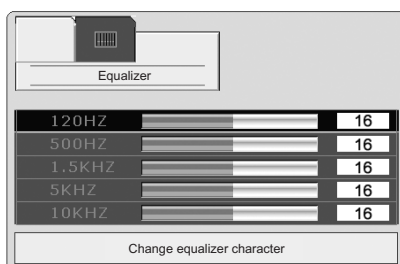 Equalizer
120HZ 16
500HZ 16
1.5KHZ 16
5KHZ 16
10KHZ 16
Change equalizer character